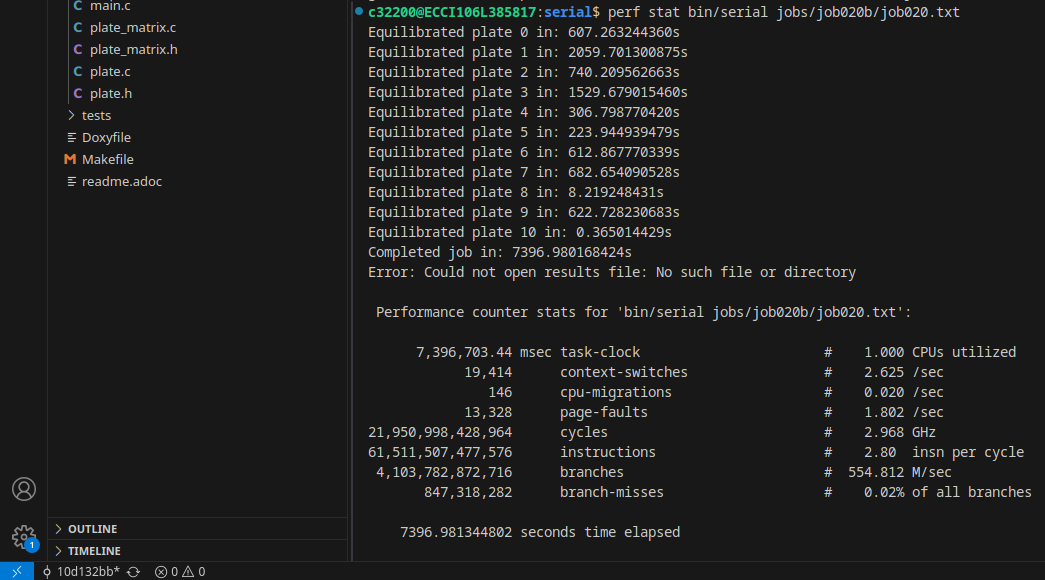 main.c
plate_matrix.c
plate_matrix.h
plate.c
plate.h
tests
Doxyfile
Makefile
readme.adoc
OUTLINE
TIMELINE
1
10d132bb* 0 0
c32200@ECCI106L385817:serial$ perf stat bin/serial jobs/job020b/job020.txt
Equilibrated plate 0 in: 607.263244360s
Equilibrated plate 1 in: 2059.701300875s
Equilibrated plate 2 in: 740.209562663s
Equilibrated plate 3 in: 1529.679015460s
Equilibrated plate 4 in: 306.798770420s
Equilibrated plate 5 in: 223.944939479s
Equilibrated plate 6 in: 612.867770339s
Equilibrated plate 7 in: 682.654090528s
Equilibrated plate 8 in: 8.219248431s
Equilibrated plate 9 in: 622.728230683s
Equilibrated plate 10 in: 0.365014429s
Completed job in: 7396.980168424s
Error: Could not open results file: No such file or directory
Performance counter stats for 'bin/serial jobs/job020b/job020.txt':
7,396,703.44 msec task-clock # 1.000 CPUs utilized
19,414 context-switches # 2.625 /sec
146 cpu-migrations # 0.020 /sec
13,328 page-faults # 1.802 /sec
21,950,998,428,964 cycles # 2.968 GHz
61,511,507,477,576 instructions # 2.80 insn per cycle
4,103,782,872,716 branches # 554.812 M/sec
847,318,282 branch-misses # 0.02% of all branches
7396.981344802 seconds time elapsed